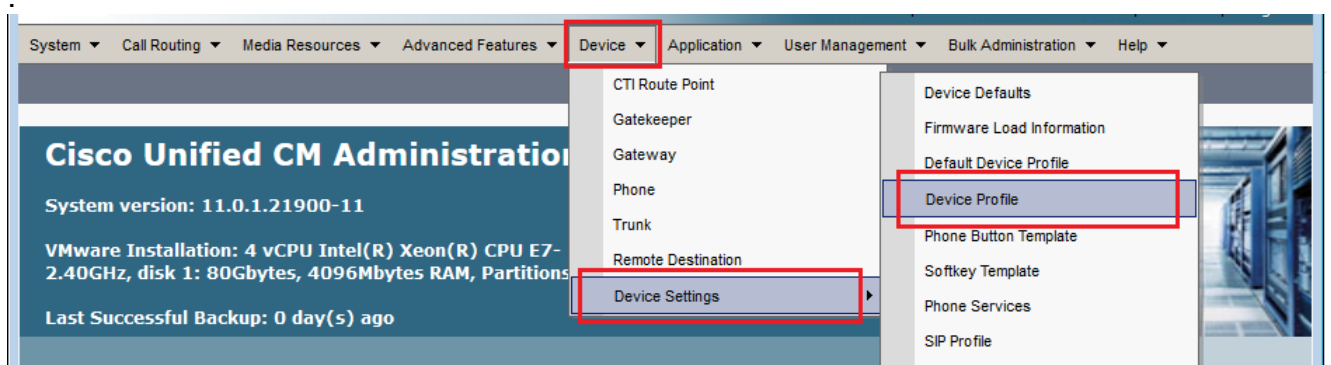 System Call Routing Media Resources Advanced Features Device Application User Management Bulk Administration Help
CTI Route Point
Gatekeeper
Gateway
Phone
Trunk
Remote Destination
Device Settings
Device Defaults
Firmware Load Information
Default Device Profile
Device Profile
Phone Button Template
Softkey Template
Phone Services
SIP Profile
Cisco Unified CM Administration
System version: 11.0.1.21900-11
VMware Installation: 4 vCPU Intel(R) Xeon(R) CPU E7-
2.40GHz, disk 1: 80Gbytes, 4096Mbytes RAM, Partitions
Last Successful Backup: 0 day(s) ago